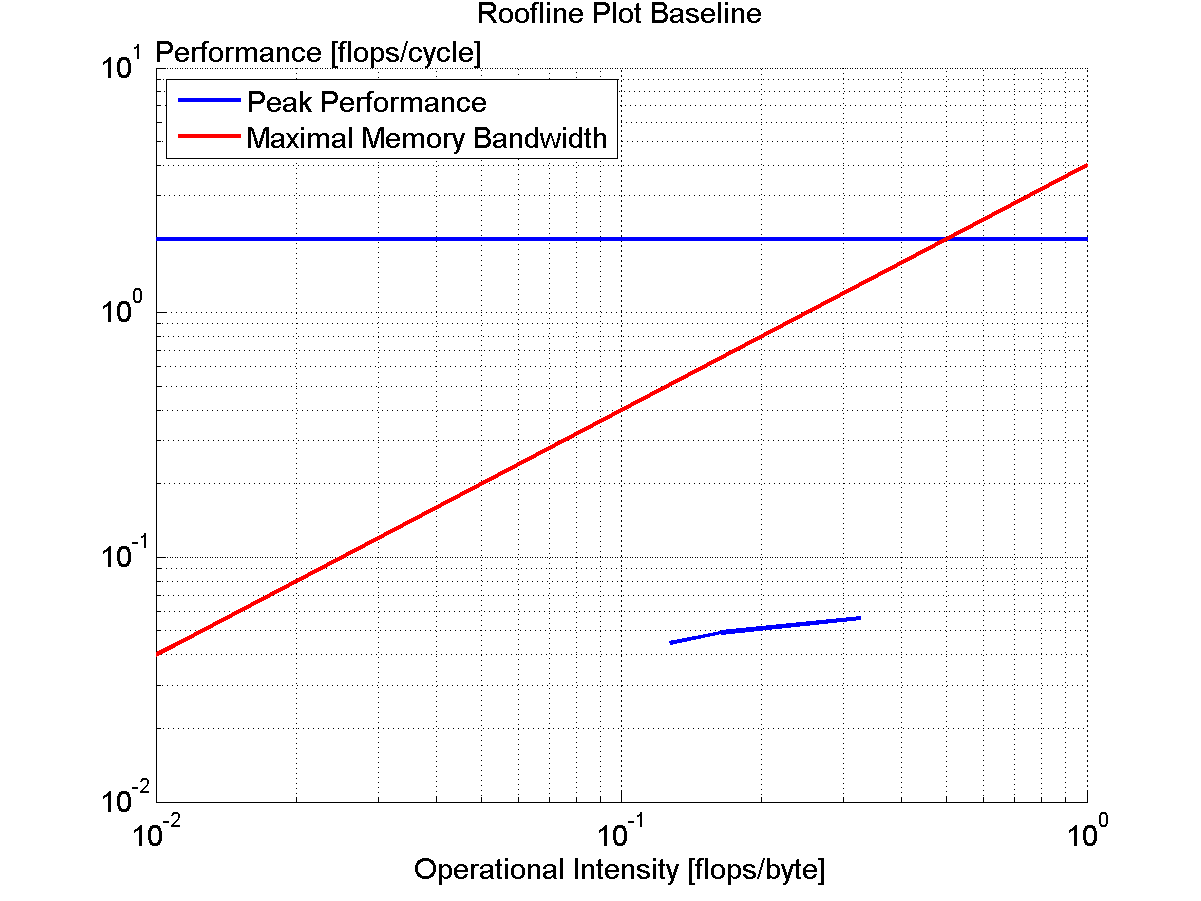 Roofline Plot Baseline
Performance [flops/cycle]
10^1
Peak Performance
Maximal Memory Bandwidth
10^0
10^-1
10^-2
10^-2 10^-1 10^0
Operational Intensity [flops/byte]